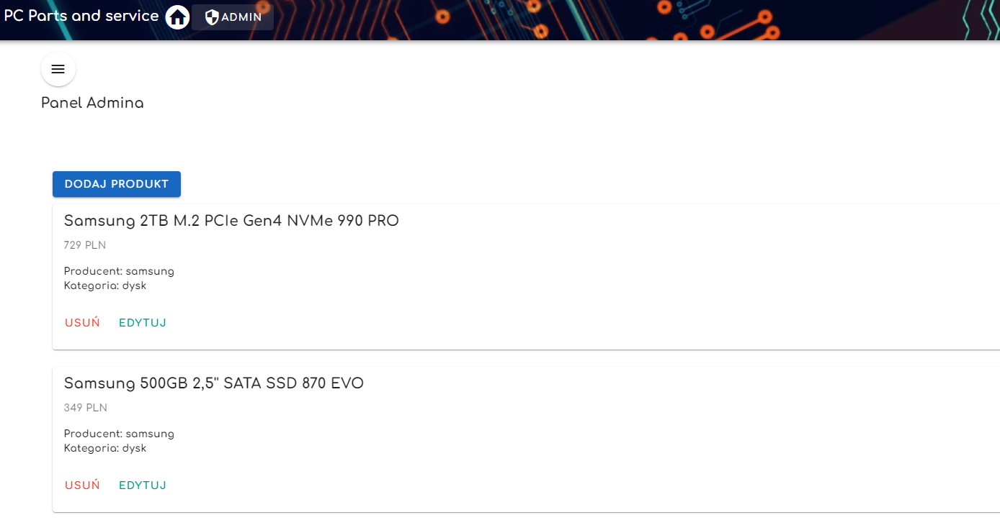 PC Parts and service ADMIN
Panel Admina
DODAJ PRODUKT
Samsung 2TB M.2 PCIe Gen4 NVMe 990 PRO
729 PLN
Producent: samsung
Kategoria: dysk
USUŃ EDYTUJ
Samsung 500GB 2,5" SATA SSD 870 EVO
349 PLN
Producent: samsung
Kategoria: dysk
USUŃ EDYTUJ